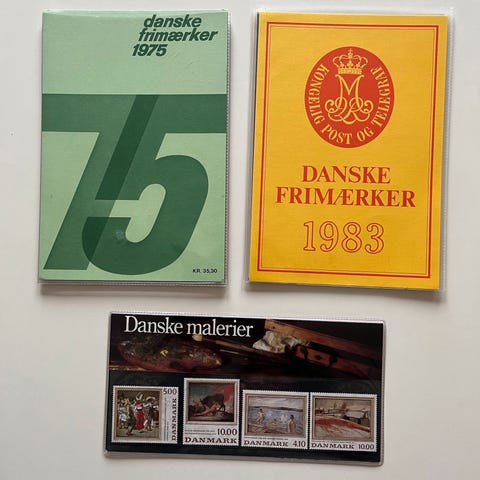 danske
frimærker
1975
75
KR. 35,30
KONGELIG POST OG TELEGRAF
DANSKE
FRIMÆRKER
1983
Danske malerier
5.00
DANMARK
10.00
DANMARK
4.10
DANMARK
10.00
DANMARK